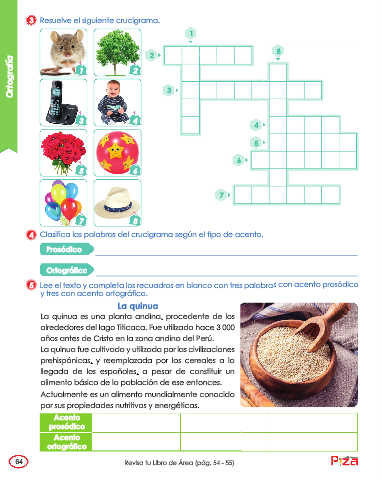 Ortografía
3 Resuelve el siguiente crucigrama.
1
2
3
4
5
6
7
8
1
2
8
3
4
5
6
7
4 Clasifica las palabras del crucigrama según el tipo de acento.
Prosódico
Ortográfico
5 Lee el texto y completa los recuadros en blanco con tres palabras con acento prosódico
y tres con acento ortográfico.
La quinua
La quinua es una planta andina, procedente de los
alrededores del lago Titicaca. Fue utilizado hace 3 000
años antes de Cristo en la zona andina del Perú.
La quinua fue cultivado y utilizado por las civilizaciones
prehispánicas, y reemplazada por los cereales a la
llegada de los españoles, a pesar de constituir un
alimento básico de la población de ese entonces.
Actualmente es un alimento mundialmente conocido
por sus propiedades nutritivas y energéticas.
Acento
prosódico
Acento
ortográfico
64
Revisa tu Libro de Área (pág. 54 - 55)